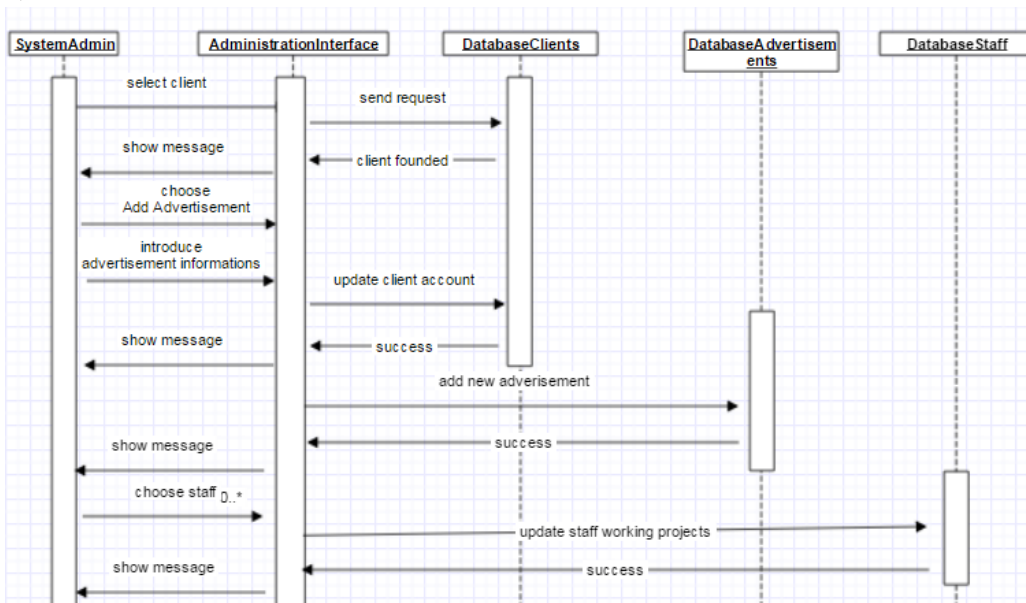 SystemAdmin
AdministrationInterface
DatabaseClients
DatabaseAdvertisem
ents
DatabaseStaff
select client
send request
show message
client founded
choose
Add Advertisement
introduce
advertisement informations
update client account
show message
success
add new adverisement
success
show message
choose staff 0..*
update staff working projects
show message
success